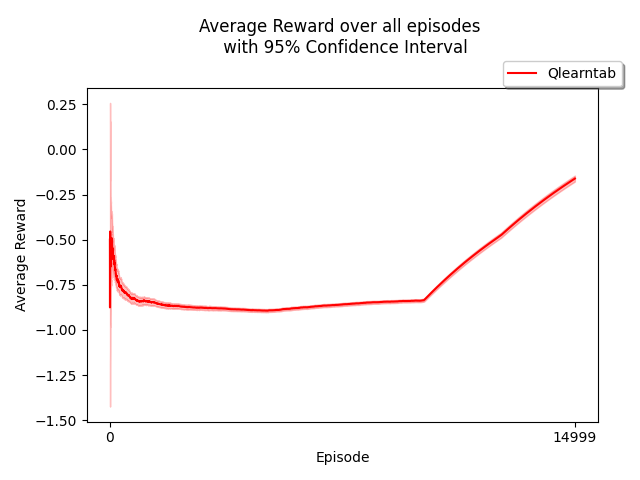 Average Reward over all episodes
with 95% Confidence Interval
Qlearntab
0.25
0.00
−0.25
−0.50
−0.75
−1.00
−1.25
−1.50
Average Reward
0
14999
Episode